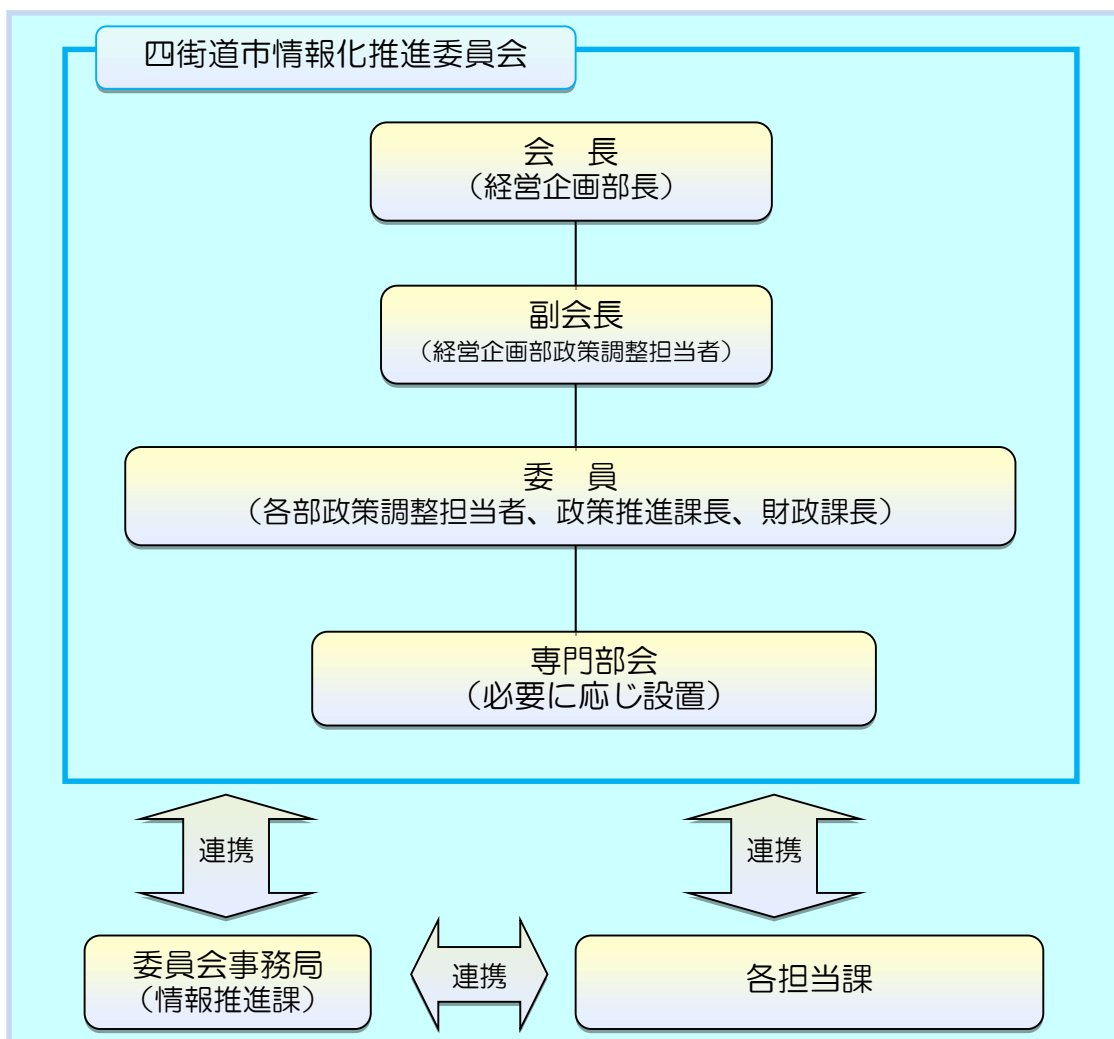 四街道市情報化推進委員会
会　長
（経営企画部長）
副会長
（経営企画部政策調整担当者）
委　員
（各部政策調整担当者、政策推進課長、財政課長）
専門部会
（必要に応じ設置）
連携
連携
委員会事務局
（情報推進課）
連携
各担当課